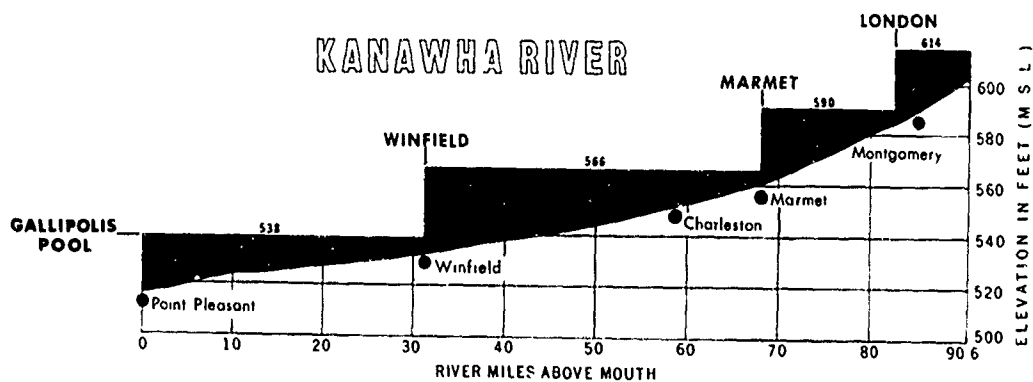 LONDON
614
KANAWHA RIVER
MARMET
590
WINFIELD
566
GALLIPOLIS
POOL
538
Montgomery
Marmet
Charleston
Winfield
Point Pleasant
600
580
560
540
520
500
ELEVATION IN FEET (M S L)
0 10 20 30 40 50 60 70 80 90 6
RIVER MILES ABOVE MOUTH